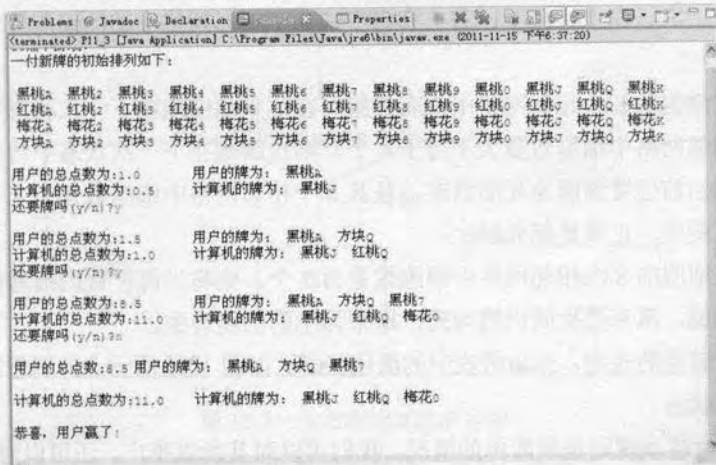 Problems @ Javadoc Declaration Console Properties
<terminated> P11_3 [Java Application] C:\Program Files\Java\jre6\bin\javaw.exe (2011-11-15 下午6:37:20)
一付新牌的初始排列如下:
黑桃A 黑桃2 黑桃3 黑桃4 黑桃5 黑桃6 黑桃7 黑桃8 黑桃9 黑桃0 黑桃J 黑桃Q 黑桃K
红桃A 红桃2 红桃3 红桃4 红桃5 红桃6 红桃7 红桃8 红桃9 红桃0 红桃J 红桃Q 红桃K
梅花A 梅花2 梅花3 梅花4 梅花5 梅花6 梅花7 梅花8 梅花9 梅花0 梅花J 梅花Q 梅花K
方块A 方块2 方块3 方块4 方块5 方块6 方块7 方块8 方块9 方块0 方块J 方块Q 方块K
用户的总点数为:1.0 用户的牌为: 黑桃A
计算机的总点数为:0.5 计算机的牌为: 黑桃J
还要牌吗(y/n)?y
用户的总点数为:1.5 用户的牌为: 黑桃A 方块Q
计算机的总点数为:1.0 计算机的牌为: 黑桃J 红桃Q
还要牌吗(y/n)?y
用户的总点数为:8.5 用户的牌为: 黑桃A 方块Q 黑桃7
计算机的总点数为:11.0 计算机的牌为: 黑桃J 红桃Q 梅花0
还要牌吗(y/n)?n
用户的总点数:8.5 用户的牌为: 黑桃A 方块Q 黑桃7
计算机的总点数为:11.0 计算机的牌为: 黑桃J 红桃Q 梅花0
恭喜,用户赢了!